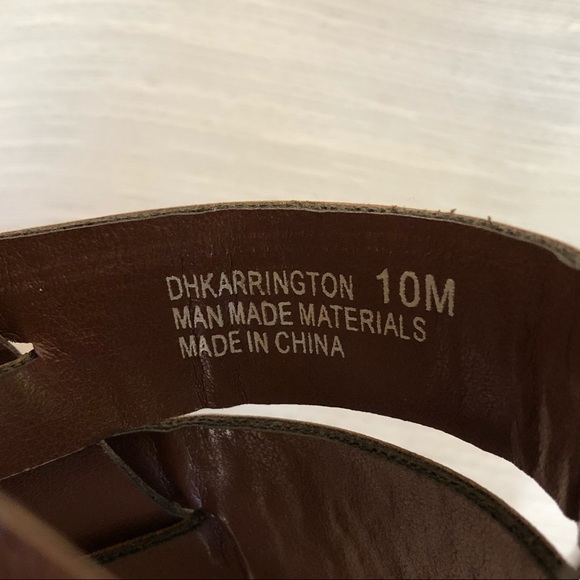 DHKARRINGTON 10M
MAN MADE MATERIALS
MADE IN CHINA